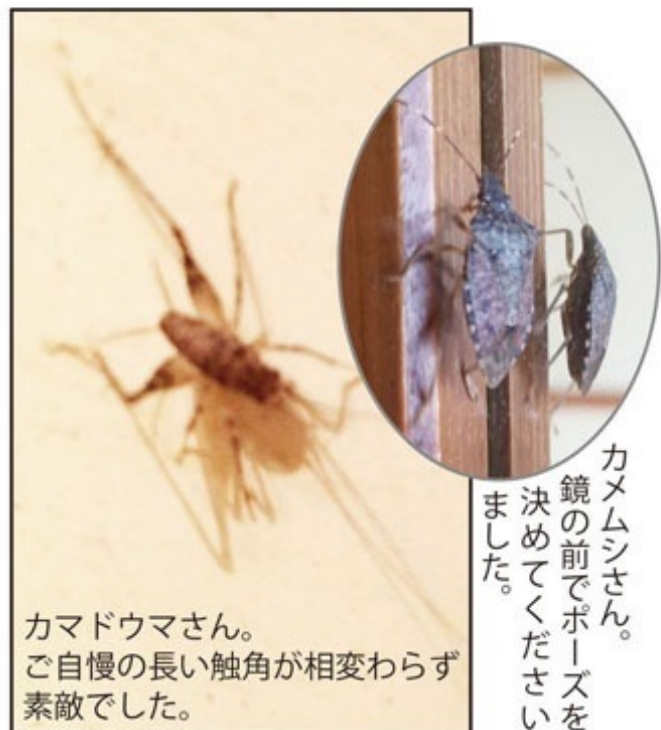 カマドウマさん。
ご自慢の長い触角が相変わらず
素敵でした。
カメムシさん。
鏡の前でポーズを
決めてください
ました。